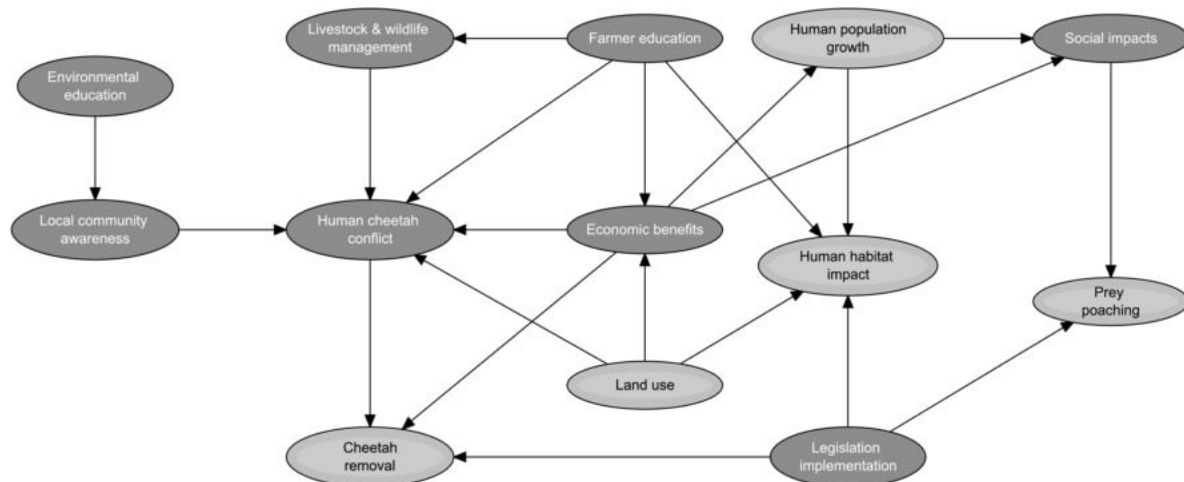 Livestock & wildlife
management
Farmer education
Human population
growth
Social impacts
Environmental
education
Local community
awareness
Human cheetah
conflict
Economic benefits
Human habitat
impact
Prey
poaching
Land use
Cheetah
removal
Legislation
implementation